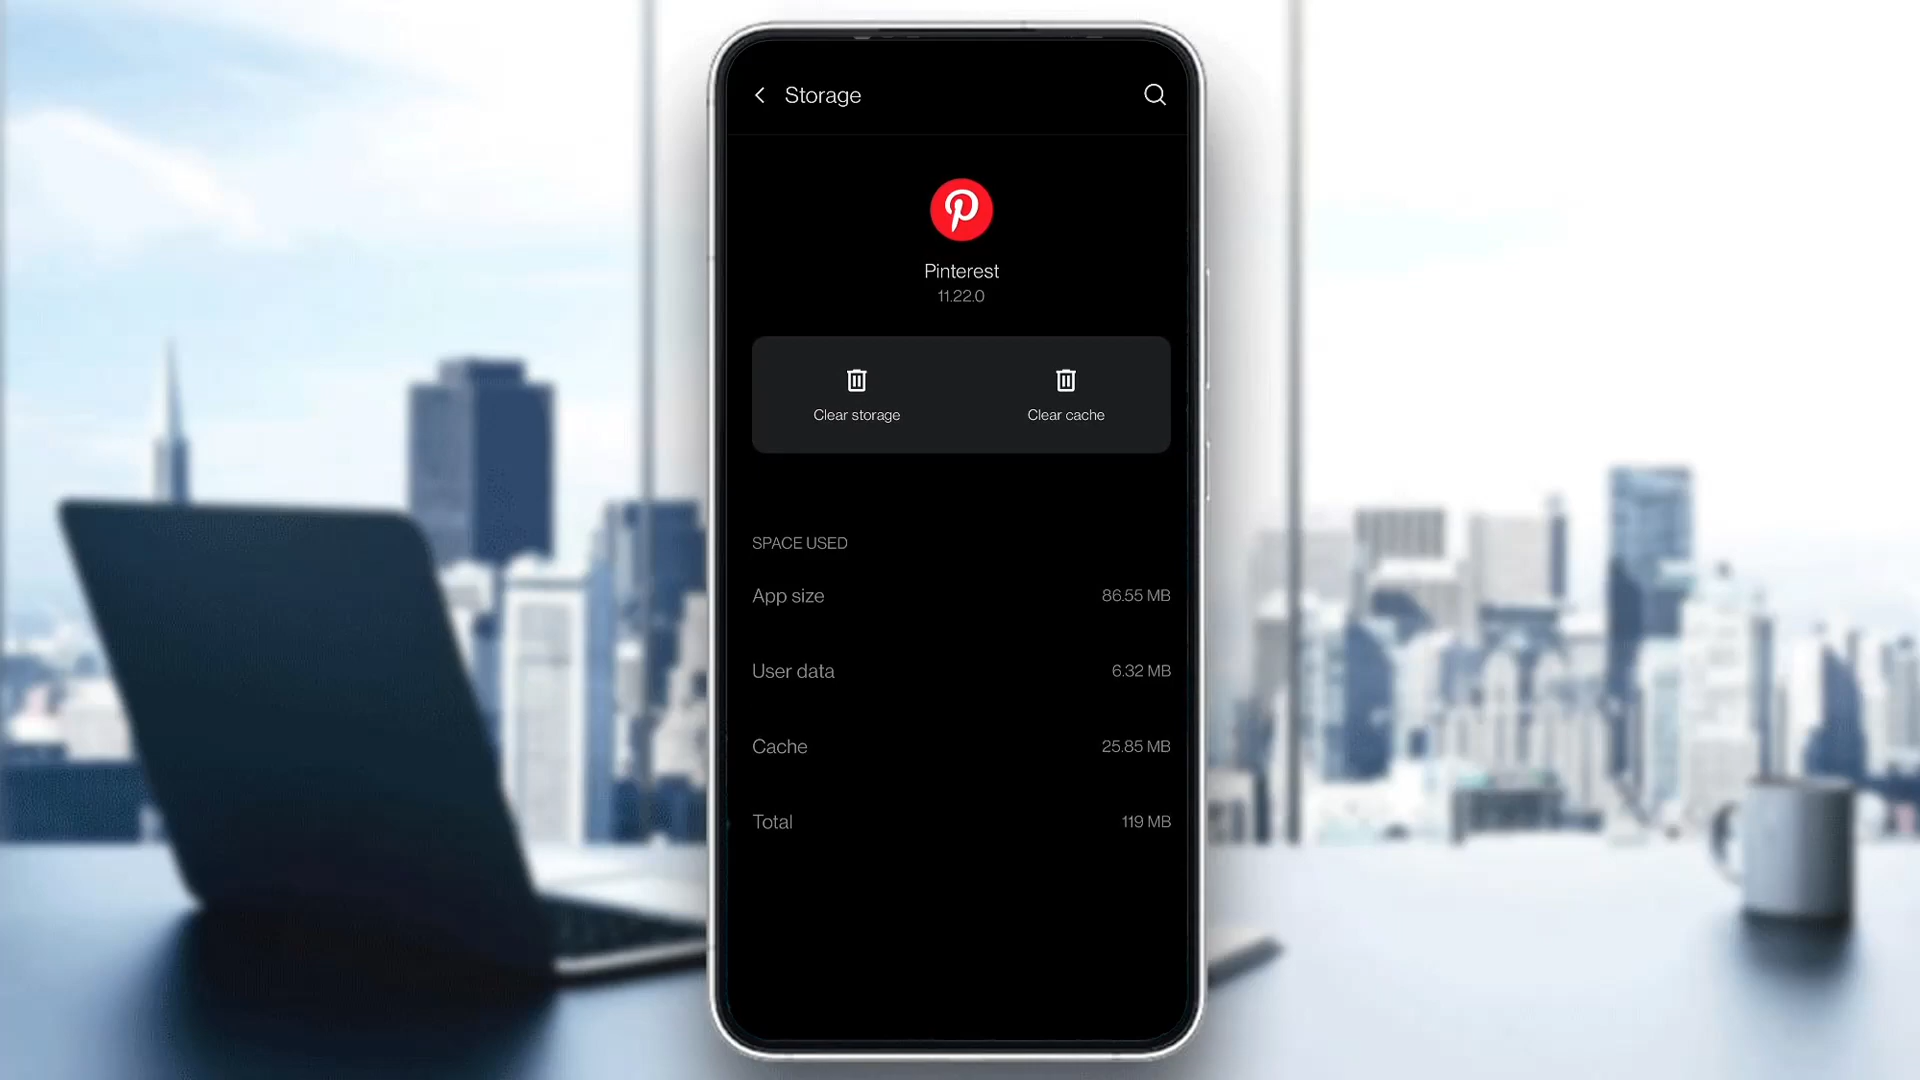 Storage
Pinterest
11.22.0
Clear storage
Clear cache
SPACE USED
App size 86.55 MB
User data 6.32 MB
Cache 25.85 MB
Total 119 MB